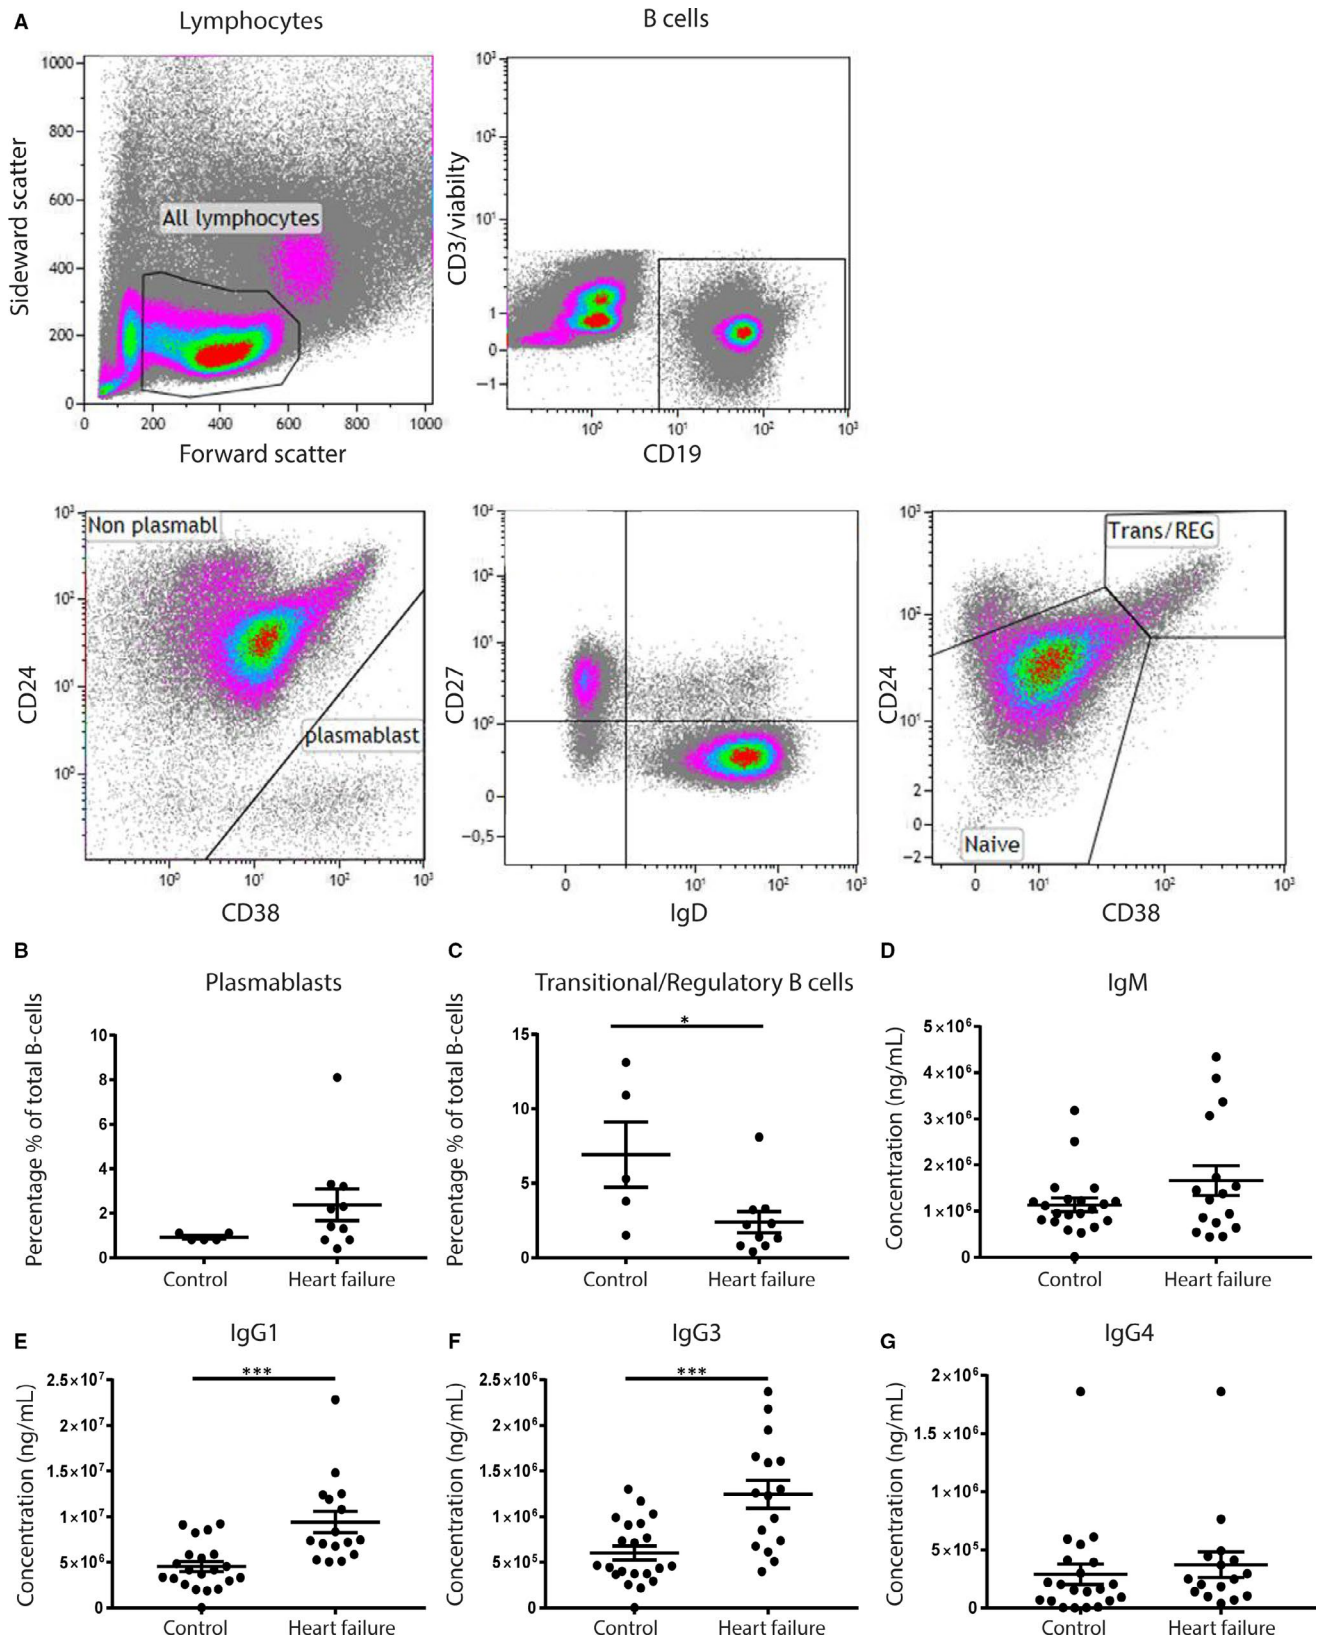 A
Lymphocytes
B cells
Sideward scatter
1000
800
600
400
200
0
All lymphocytes
0 200 400 600 800 1000
Forward scatter
CD3/viabilty
10³
10²
10¹
1
0
−1
10⁰ 10¹ 10² 10³
CD19
CD24
10³
10²
10¹
10⁰
Non plasmabl
plasmablast
10⁰ 10¹ 10² 10³
CD38
CD27
10³
10²
10¹
10⁰
0
−0,5
0 10¹ 10² 10³
IgD
CD24
10³
10²
10¹
2
0
−2
Trans/REG
Naive
0 10¹ 10² 10³
CD38
B
Plasmablasts
Percentage % of total B-cells
10
8
6
4
2
0
Control Heart failure
C
Transitional/Regulatory B cells
Percentage % of total B-cells
*
15
10
5
0
Control Heart failure
D
IgM
Concentration (ng/mL)
5×10⁶
4×10⁶
3×10⁶
2×10⁶
1×10⁶
0
Control Heart failure
E
IgG1
Concentration (ng/mL)
***
2.5×10⁷
2×10⁷
1.5×10⁷
1×10⁷
5×10⁶
0
Control Heart failure
F
IgG3
Concentration (ng/mL)
***
2.5×10⁶
2×10⁶
1.5×10⁶
1×10⁶
5×10⁵
0
Control Heart failure
G
IgG4
Concentration (ng/mL)
2×10⁶
1.5×10⁶
1×10⁶
5×10⁵
0
Control Heart failure